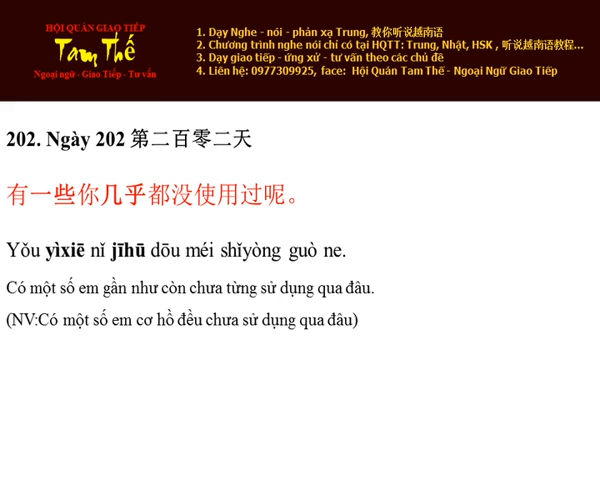 HỘI QUÁN GIAO TIẾP
Tam Thế
Ngoại ngữ - Giao Tiếp - Tư vấn
1. Dạy Nghe - nói - phản xạ Trung, 教你听说越南语
2. Chương trình nghe nói chỉ có tại HQTT: Trung, Nhật, HSK , 听说越南语教程...
3. Dạy giao tiếp - ứng xử - tư vấn theo các chủ đề
4. Liên hệ: 0977309925, face: Hội Quán Tam Thế - Ngoại Ngữ Giao Tiếp
202. Ngày 202 第二百零二天
有一些你几乎都没使用过呢。
Yǒu yìxiē nǐ jīhū dōu méi shǐyòng guò ne.
Có một số em gần như còn chưa từng sử dụng qua đâu.
(NV:Có một số em cơ hồ đều chưa sử dụng qua đâu)